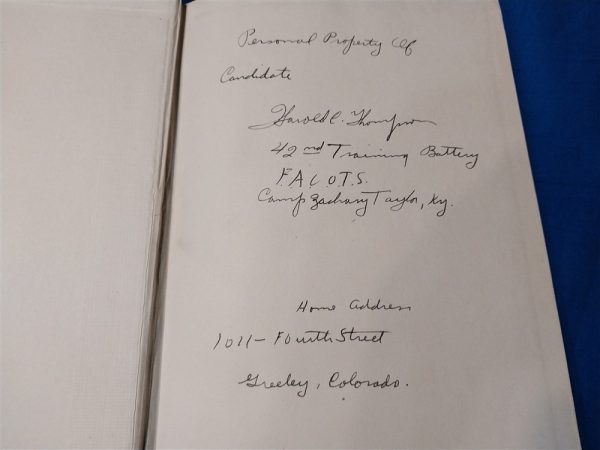 Personal Property Of
Candidate
Harold C. Thompson
42nd Training Battery
F.A.C.O.T.S.
Camp Zachary Taylor, Ky.
Home Address
1011- Fourth Street
Greeley, Colorado.